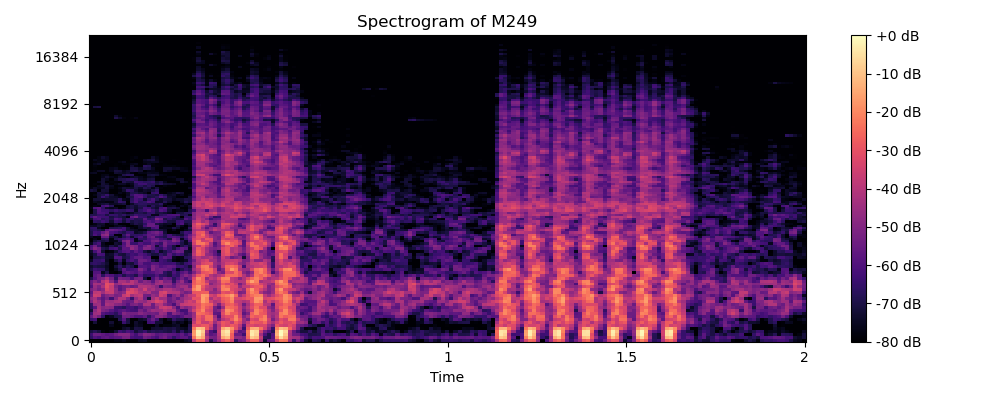 Spectrogram of M249
Hz
16384
8192
4096
2048
1024
512
0
0
0.5
1
1.5
2
Time
+0 dB
-10 dB
-20 dB
-30 dB
-40 dB
-50 dB
-60 dB
-70 dB
-80 dB